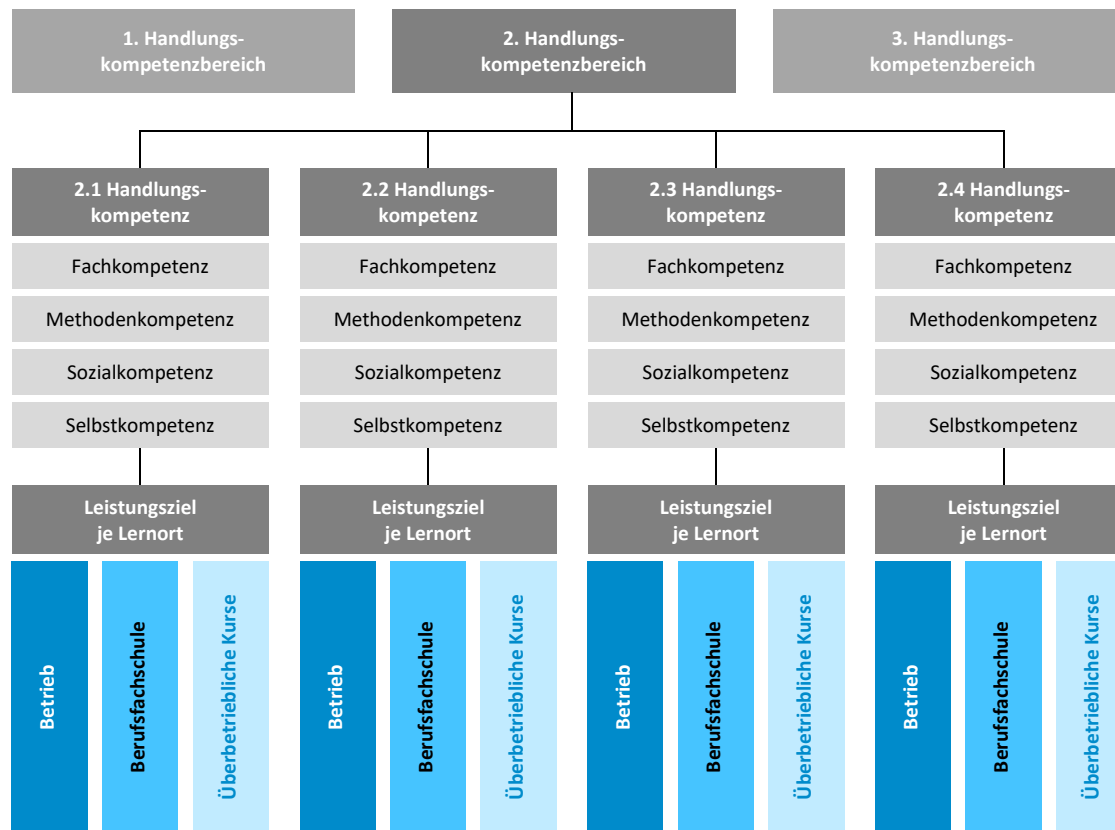 1. Handlungs-
kompetenzbereich
2. Handlungs-
kompetenzbereich
3. Handlungs-
kompetenzbereich
2.1 Handlungs-
kompetenz
2.2 Handlungs-
kompetenz
2.3 Handlungs-
kompetenz
2.4 Handlungs-
kompetenz
Fachkompetenz
Fachkompetenz
Fachkompetenz
Fachkompetenz
Methodenkompetenz
Methodenkompetenz
Methodenkompetenz
Methodenkompetenz
Sozialkompetenz
Sozialkompetenz
Sozialkompetenz
Sozialkompetenz
Selbstkompetenz
Selbstkompetenz
Selbstkompetenz
Selbstkompetenz
Leistungsziel
je Lernort
Leistungsziel
je Lernort
Leistungsziel
je Lernort
Leistungsziel
je Lernort
Betrieb
Berufsfachschule
Überbetriebliche Kurse
Betrieb
Berufsfachschule
Überbetriebliche Kurse
Betrieb
Berufsfachschule
Überbetriebliche Kurse
Betrieb
Berufsfachschule
Überbetriebliche Kurse